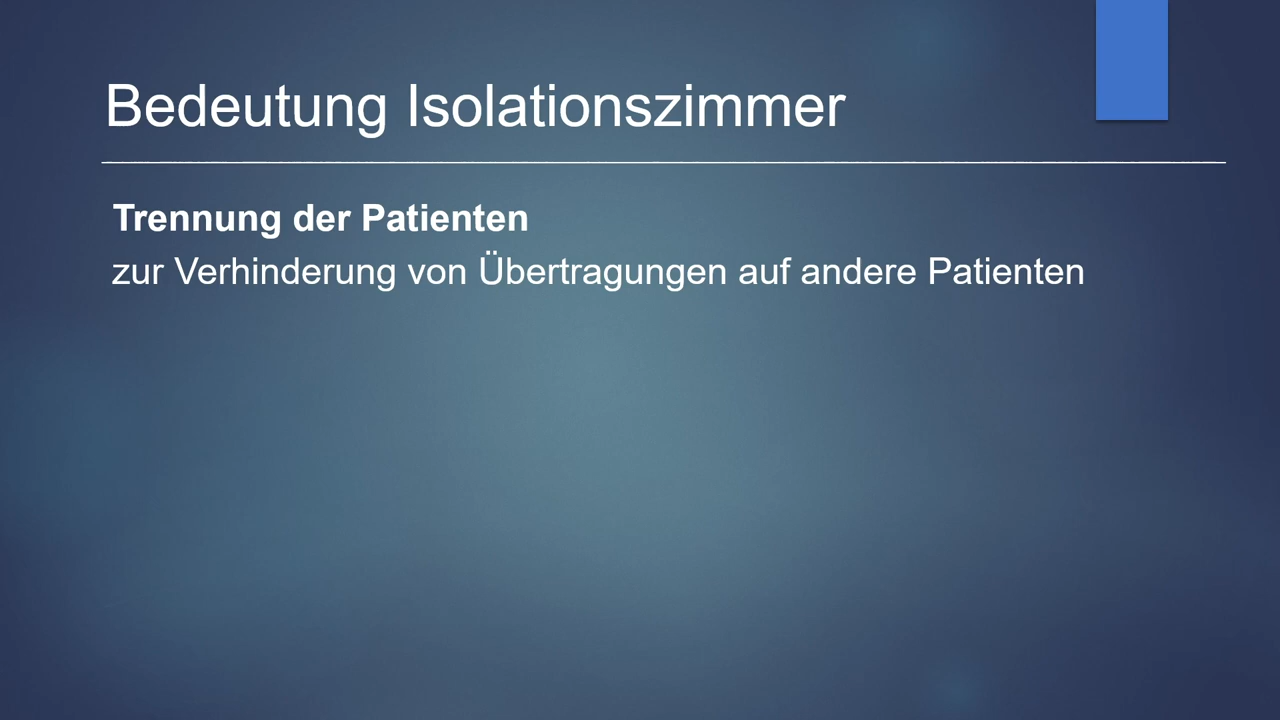 Bedeutung Isolationszimmer
Trennung der Patienten
zur Verhinderung von Übertragungen auf andere Patienten